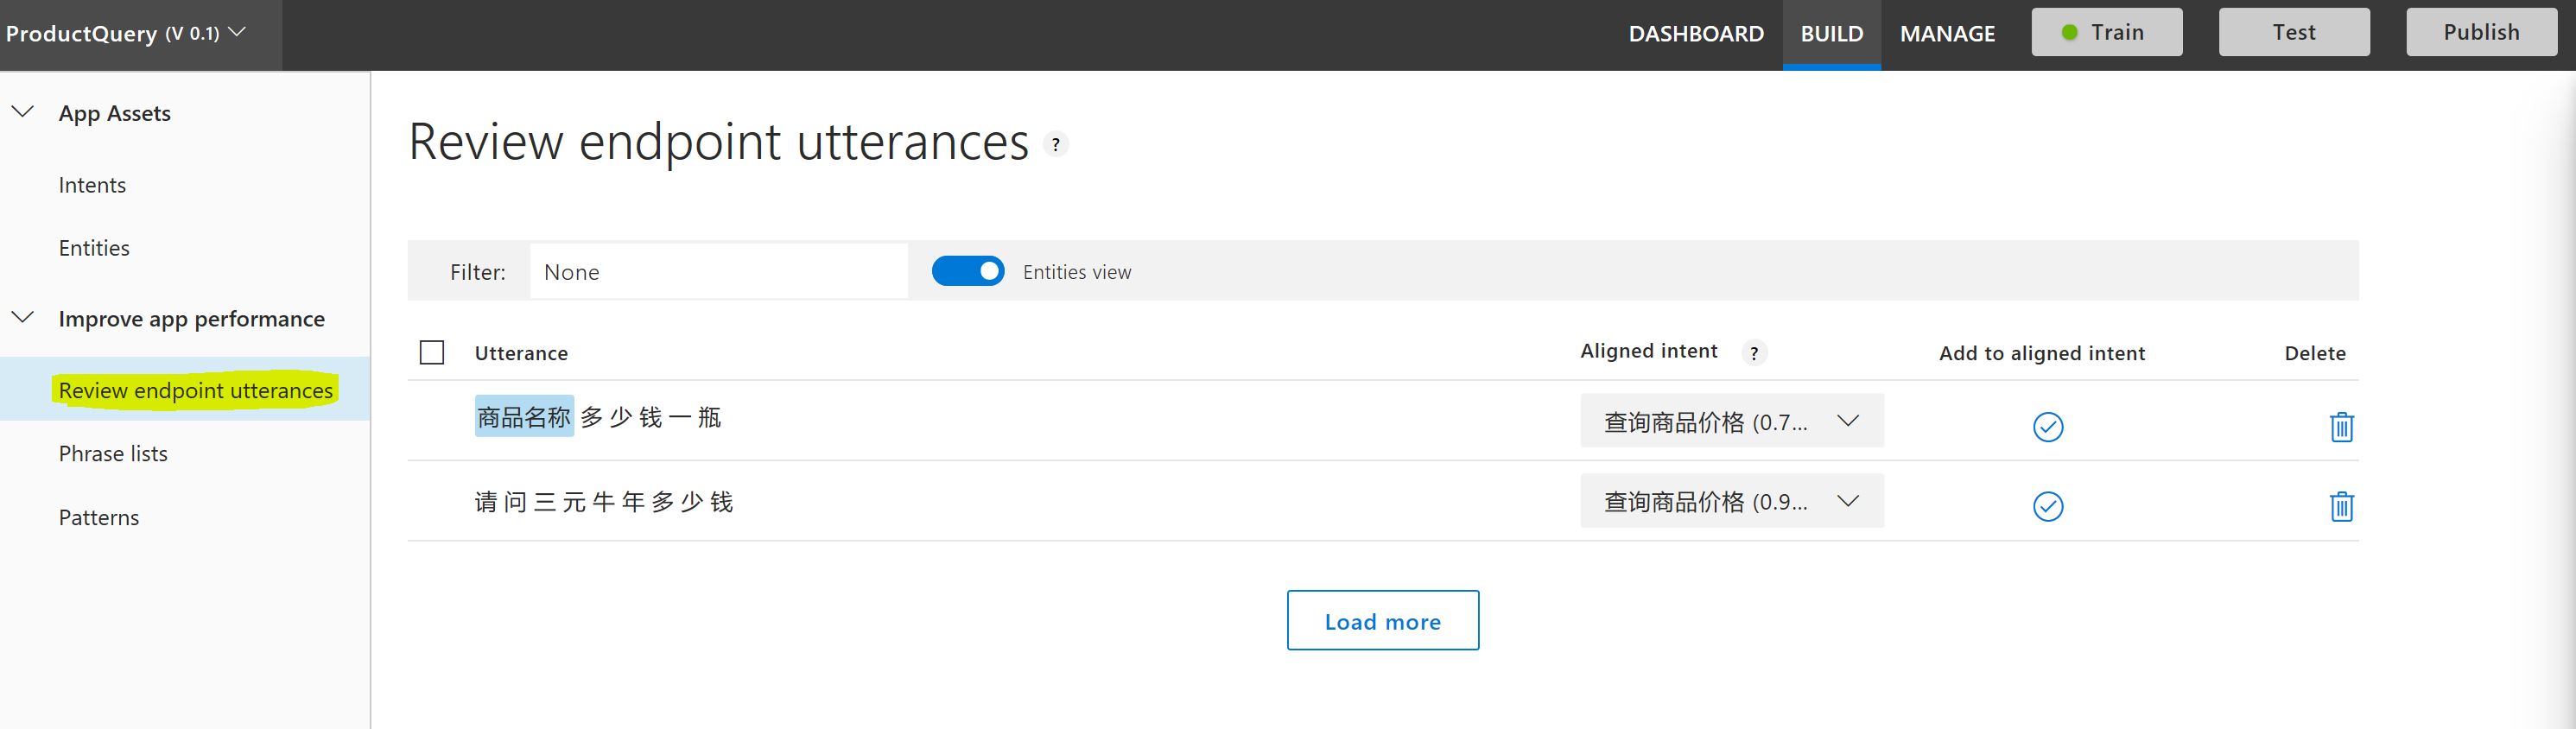 ProductQuery (V 0.1)
DASHBOARD BUILD MANAGE Train Test Publish
App Assets
Intents
Entities
Improve app performance
Review endpoint utterances
Phrase lists
Patterns
Review endpoint utterances ?
Filter: None Entities view
Utterance Aligned intent ? Add to aligned intent Delete
商品名称 多 少 钱 一 瓶 查询商品价格 (0.7...
请 问 三 元 牛 年 多 少 钱 查询商品价格 (0.9...
Load more